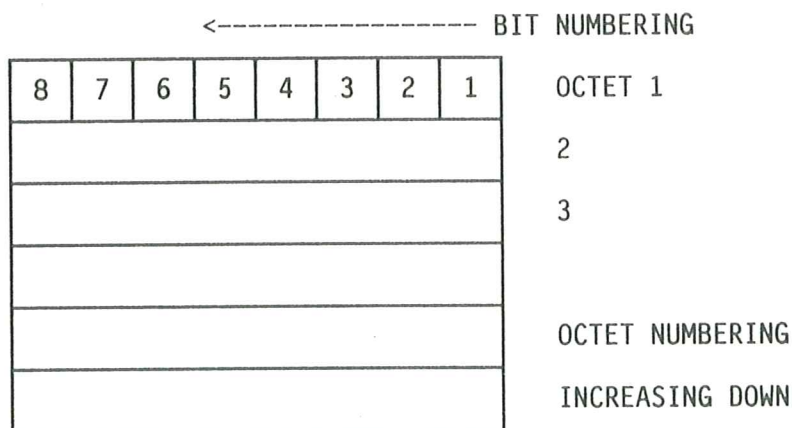 <----------------- BIT NUMBERING
8 7 6 5 4 3 2 1 OCTET 1
2
3
OCTET NUMBERING
INCREASING DOWN